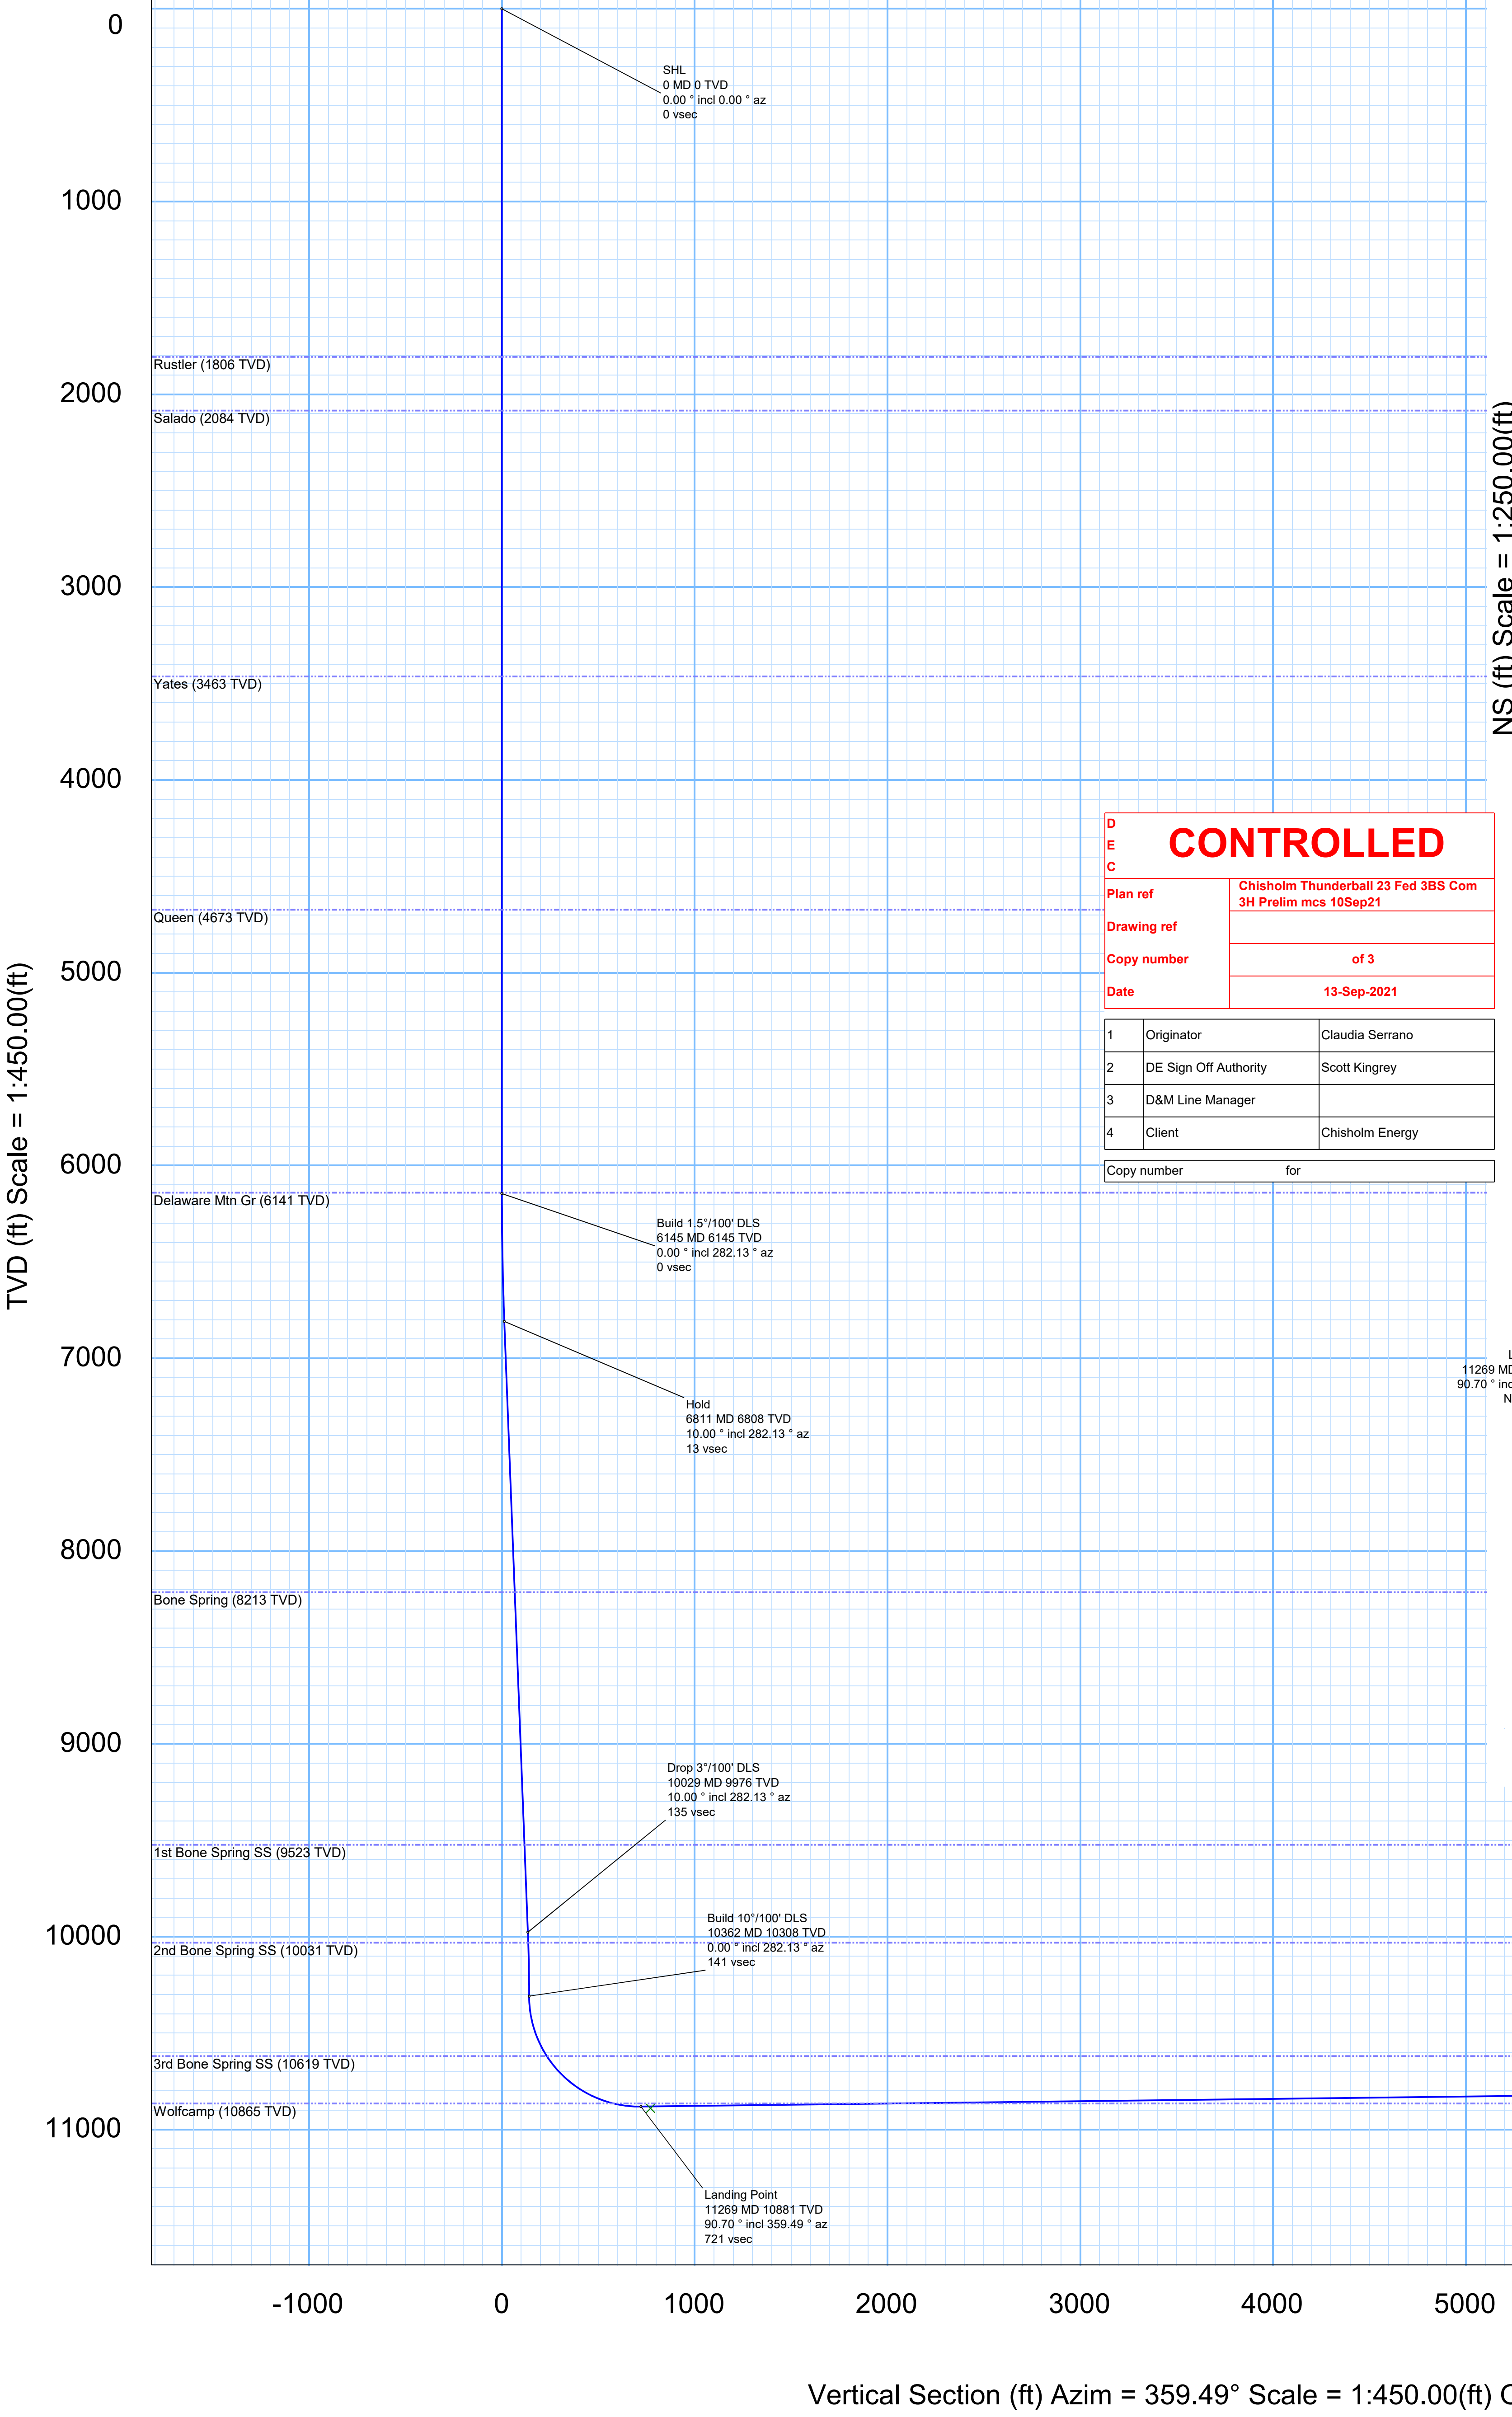 0
SHL
0 MD 0 TVD
0.00 ° incl 0.00 ° az
0 vsec
1000
Rustler (1806 TVD)
2000
Salado (2084 TVD)
3000
NS (ft) Scale = 1:250.00(ft)
Yates (3463 TVD)
4000
D
E
C
CONTROLLED
Plan ref
Chisholm Thunderball 23 Fed 3BS Com
3H Prelim mcs 10Sep21
Drawing ref
Copy number of 3
Date 13-Sep-2021
Queen (4673 TVD)
5000
1 Originator Claudia Serrano
2 DE Sign Off Authority Scott Kingrey
3 D&M Line Manager
4 Client Chisholm Energy
Copy number for
TVD (ft) Scale = 1:450.00(ft)
6000
Delaware Mtn Gr (6141 TVD)
Build 1.5°/100' DLS
6145 MD 6145 TVD
0.00 ° incl 282.13 ° az
0 vsec
7000
L
11269 MD
90.70 ° inc
N
Hold
6811 MD 6808 TVD
10.00 ° incl 282.13 ° az
13 vsec
8000
Bone Spring (8213 TVD)
9000
Drop 3°/100' DLS
10029 MD 9976 TVD
10.00 ° incl 282.13 ° az
135 vsec
1st Bone Spring SS (9523 TVD)
10000
Build 10°/100' DLS
10362 MD 10308 TVD
0.00 ° incl 282.13 ° az
141 vsec
2nd Bone Spring SS (10031 TVD)
3rd Bone Spring SS (10619 TVD)
Wolfcamp (10865 TVD)
11000
Landing Point
11269 MD 10881 TVD
90.70 ° incl 359.49 ° az
721 vsec
-1000 0 1000 2000 3000 4000 5000
Vertical Section (ft) Azim = 359.49° Scale = 1:450.00(ft)